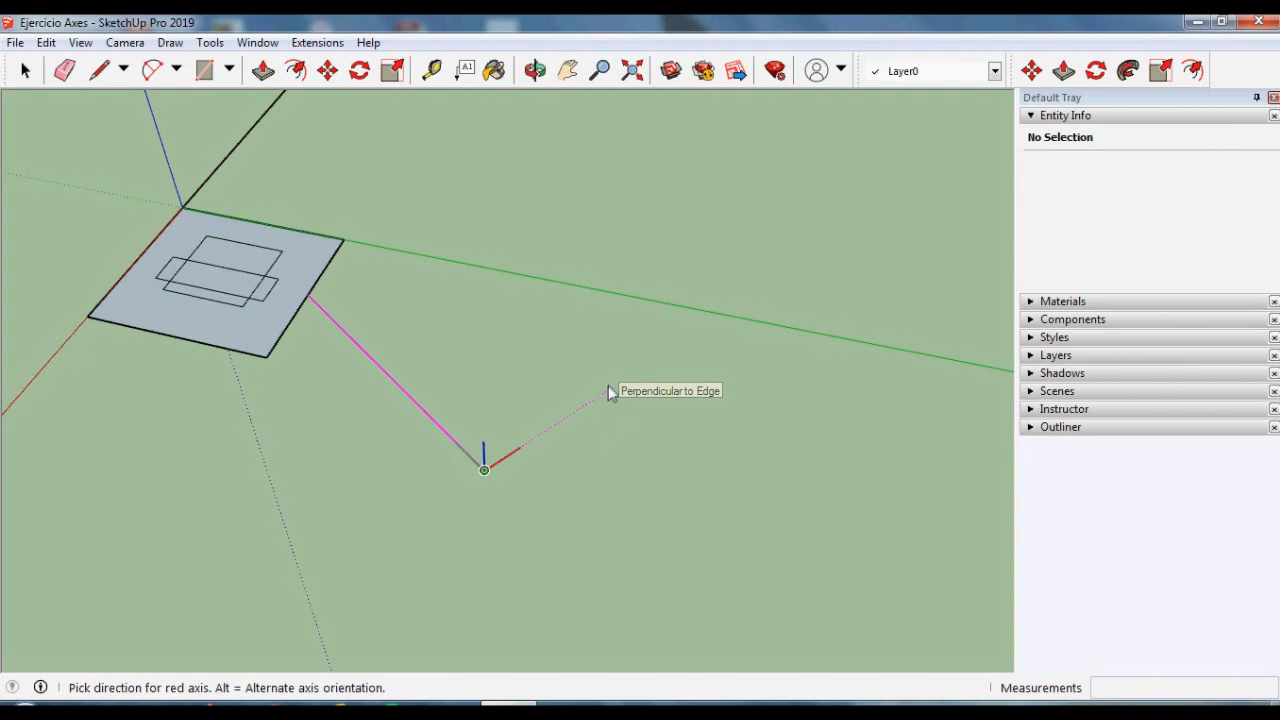 Ejercicio Axes - SketchUp Pro 2019
File Edit View Camera Draw Tools Window Extensions Help
A1
Layer0
Default Tray
Entity Info
No Selection
Perpendicular to Edge
Materials
Components
Styles
Layers
Shadows
Scenes
Instructor
Outliner
Pick direction for red axis. Alt = Alternate axis orientation.
Measurements